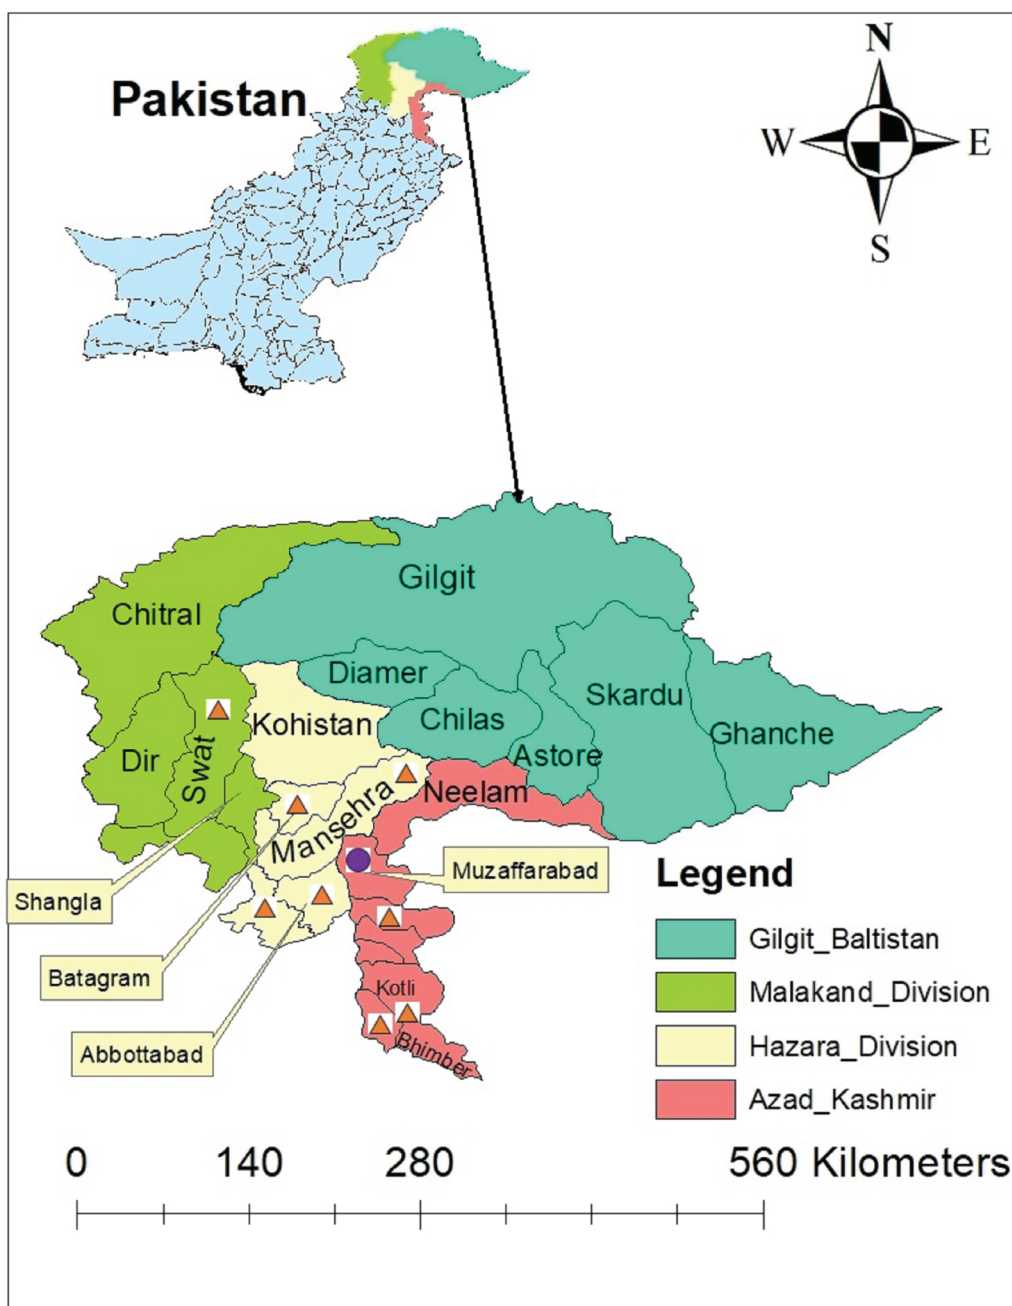 N
Pakistan
W
E
S
Gilgit
Chitral
Diamer
Skardu
Chilas
Kohistan
Ghanche
Dir
Swat
Astore
Neelam
Mansehra
Muzaffarabad
Shangla
Batagram
Kotli
Abbottabad
Bhimber
Legend
Gilgit_Baltistan
Malakand_Division
Hazara_Division
Azad_Kashmir
0 140 280 560 Kilometers